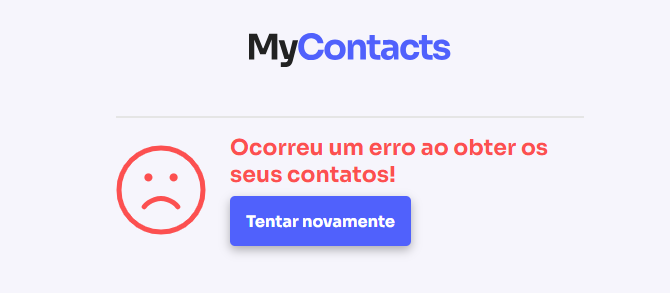 MyContacts
Ocorreu um erro ao obter os
seus contatos!
Tentar novamente